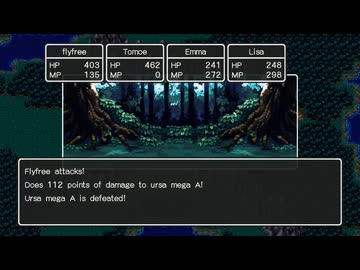 flyfree Tomoe Emma Lisa
HP 403 HP 462 HP 241 HP 248
MP 135 MP 0 MP 272 MP 298
Flyfree attacks!
Does 112 points of damage to ursa mega A!
Ursa mega A is defeated!